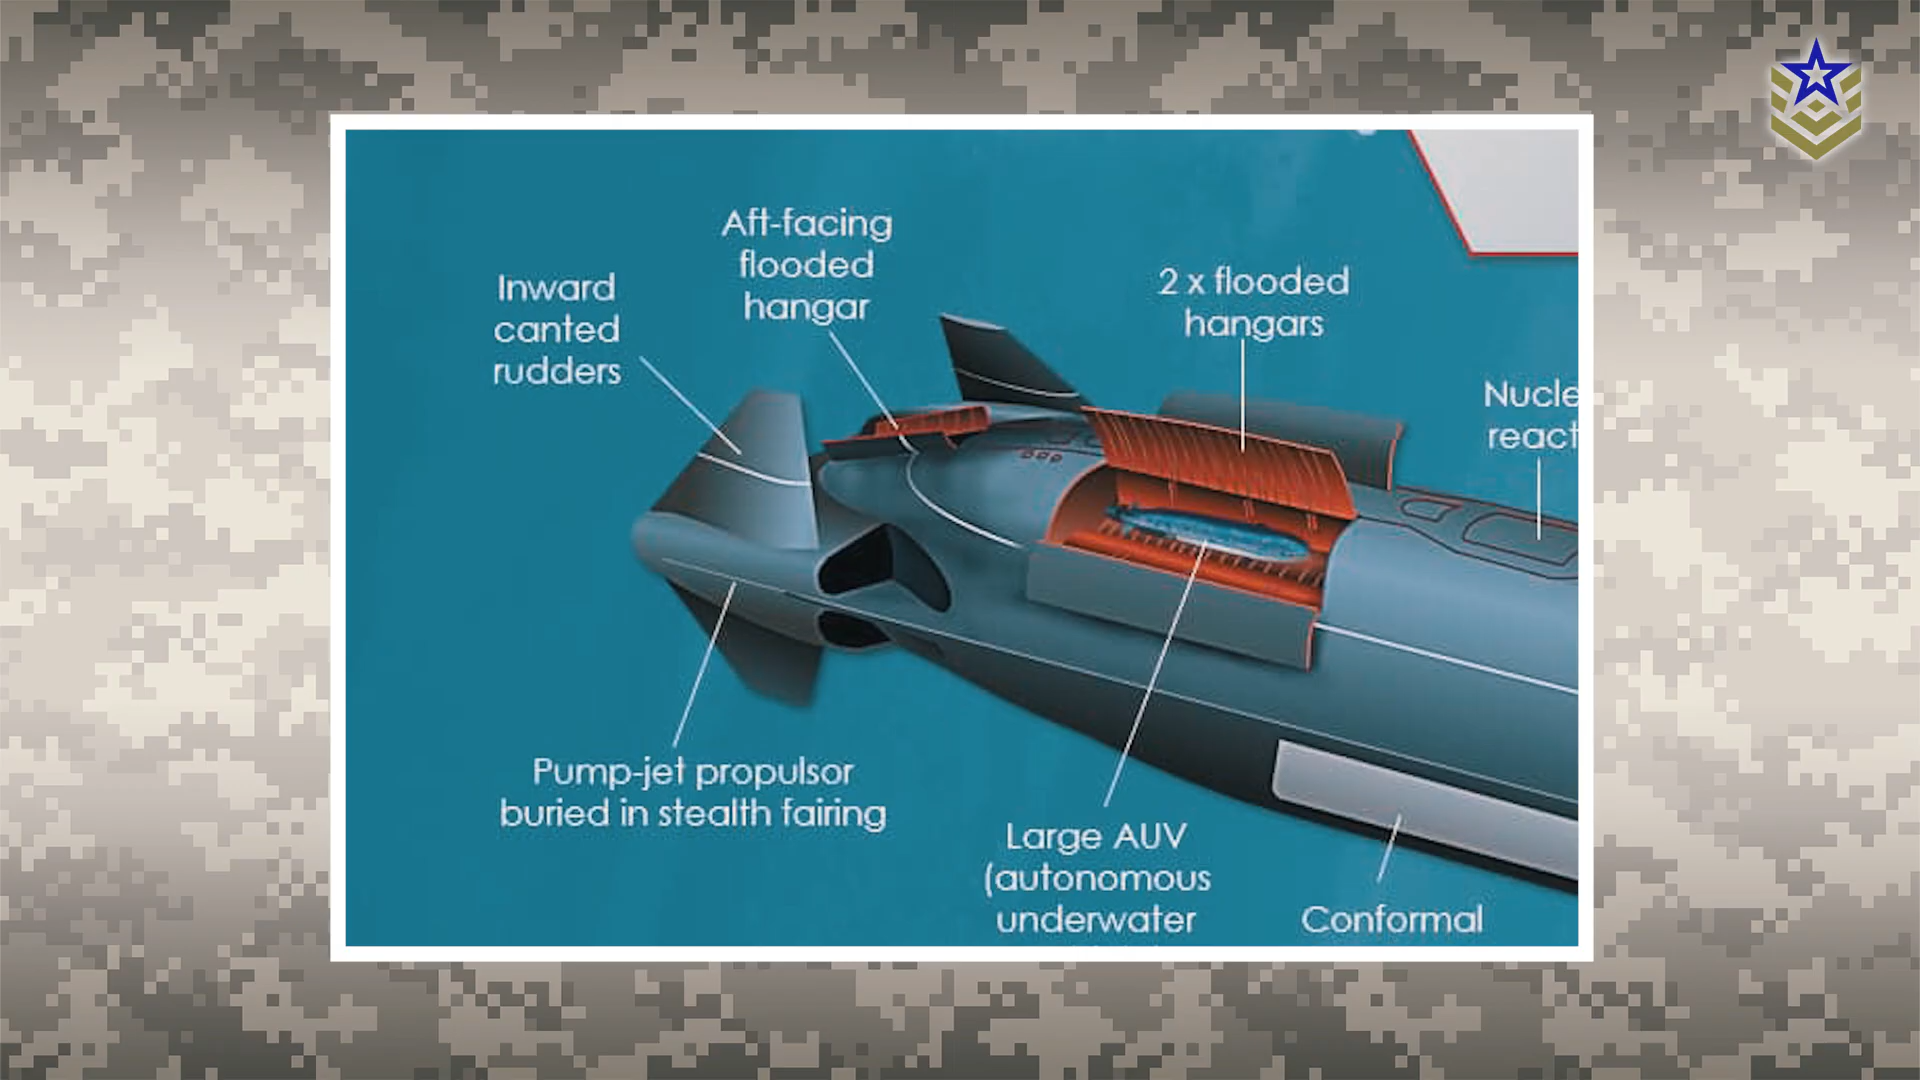 Aft-facing
flooded
hangar
Inward
canted
rudders
2 x flooded
hangars
Nucle
react
Pump-jet propulsor
buried in stealth fairing
Large AUV
(autonomous
underwater
Conformal